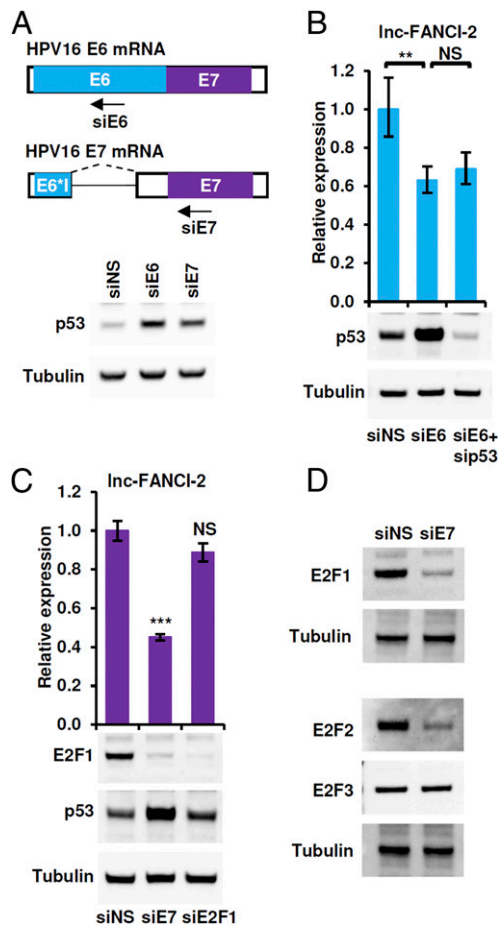 A
HPV16 E6 mRNA
E6 E7
siE6
HPV16 E7 mRNA
E6*I E7
siE7
siNS siE6 siE7
p53
Tubulin
B
lnc-FANCI-2
** NS
Relative expression
1.2
1.0
0.8
0.6
0.4
0.2
0.0
p53
Tubulin
siNS siE6 siE6+
sip53
C
lnc-FANCI-2
Relative expression
1.2
1.0
0.8
0.6
0.4
0.2
0.0
***
NS
E2F1
p53
Tubulin
siNS siE7 siE2F1
D
siNS siE7
E2F1
Tubulin
E2F2
E2F3
Tubulin